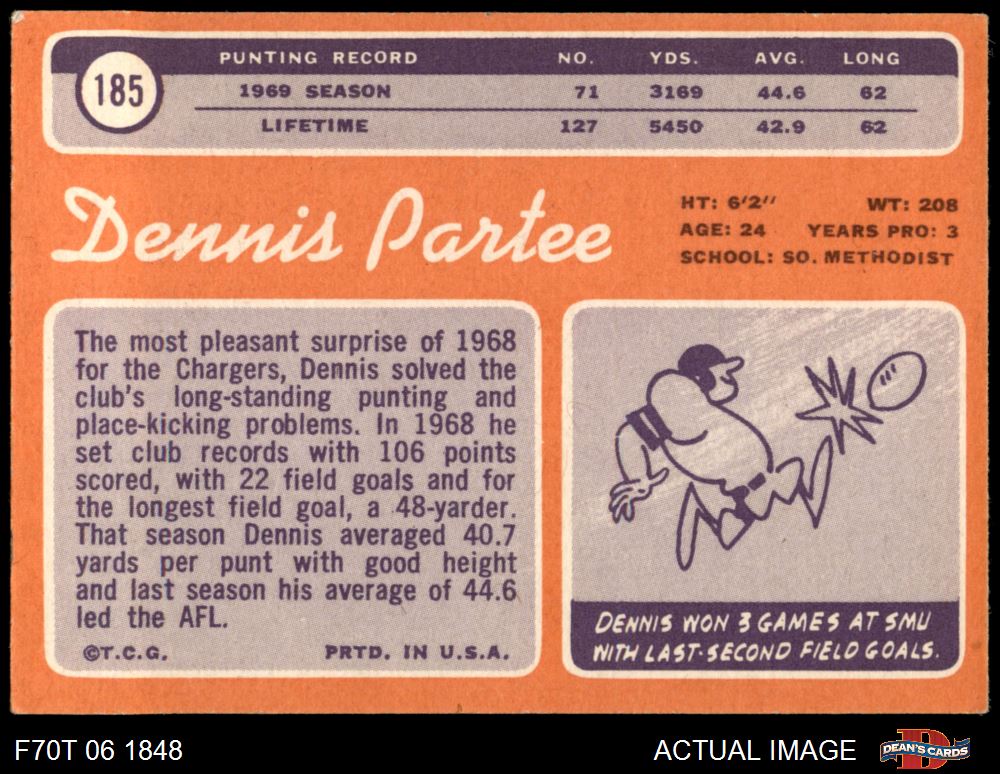 185
PUNTING RECORD NO. YDS. AVG. LONG
1969 SEASON 71 3169 44.6 62
LIFETIME 127 5450 42.9 62
Dennis Partee
HT: 6'2" WT: 208
AGE: 24 YEARS PRO: 3
SCHOOL: SO. METHODIST
The most pleasant surprise of 1968
for the Chargers, Dennis solved the
club's long-standing punting and
place-kicking problems. In 1968 he
set club records with 106 points
scored, with 22 field goals and for
the longest field goal, a 48-yarder.
That season Dennis averaged 40.7
yards per punt with good height
and last season his average of 44.6
led the AFL.
©T.C.G. PRTD. IN U.S.A.
DENNIS WON 3 GAMES AT SMU
WITH LAST-SECOND FIELD GOALS.
F70T 06 1848 ACTUAL IMAGE
DEAN'S CARDS